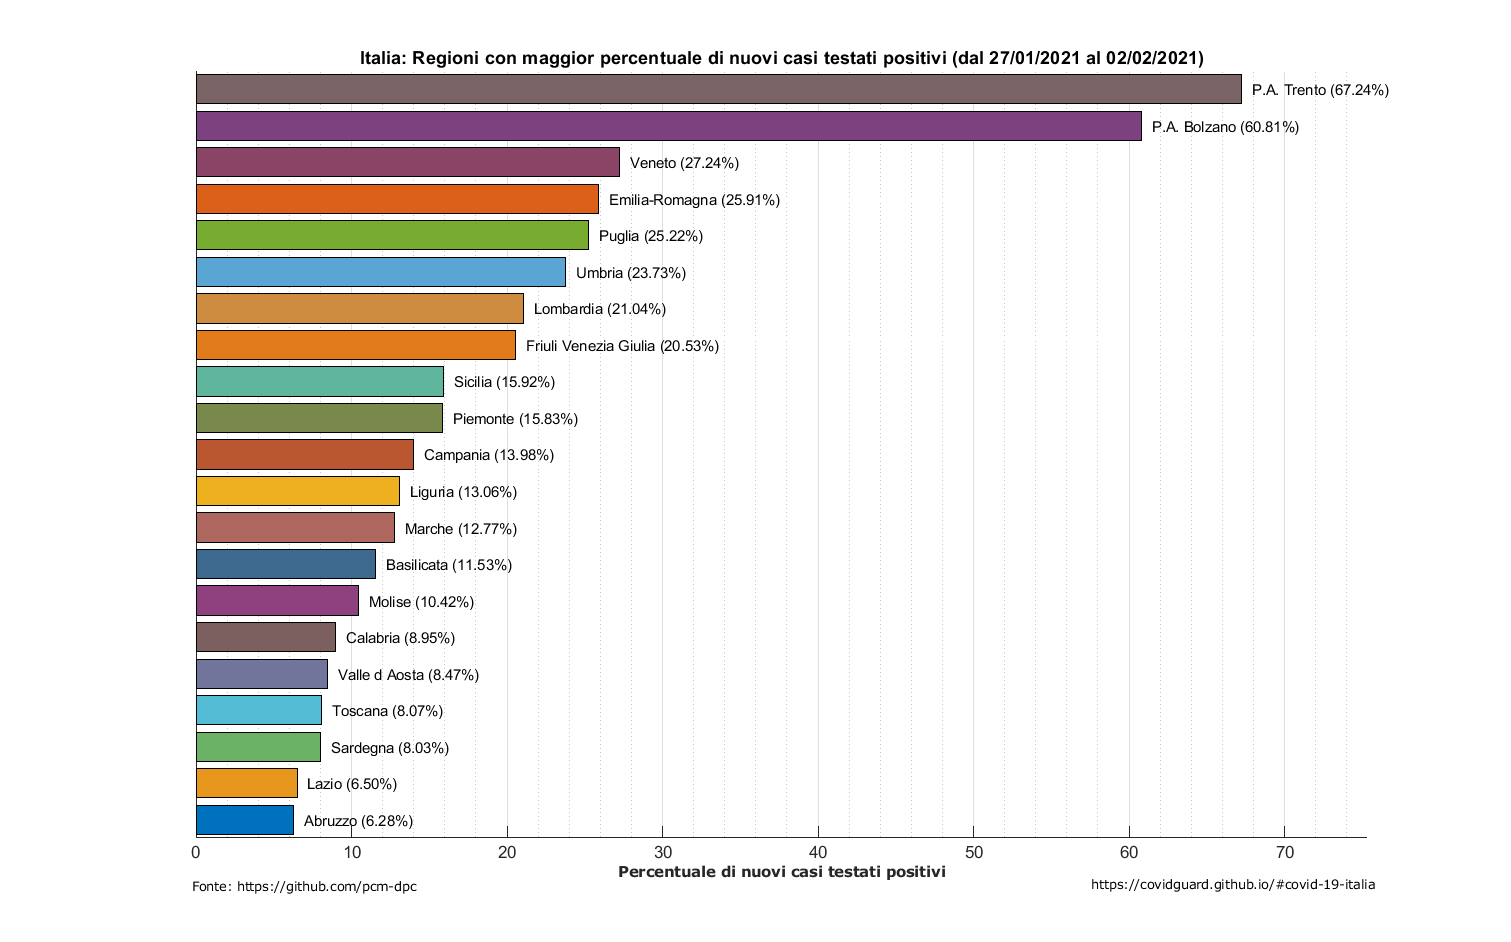 Italia: Regioni con maggior percentuale di nuovi casi testati positivi (dal 27/01/2021 al 02/02/2021)
P.A. Trento (67.24%)
P.A. Bolzano (60.81%)
Veneto (27.24%)
Emilia-Romagna (25.91%)
Puglia (25.22%)
Umbria (23.73%)
Lombardia (21.04%)
Friuli Venezia Giulia (20.53%)
Sicilia (15.92%)
Piemonte (15.83%)
Campania (13.98%)
Liguria (13.06%)
Marche (12.77%)
Basilicata (11.53%)
Molise (10.42%)
Calabria (8.95%)
Valle d Aosta (8.47%)
Toscana (8.07%)
Sardegna (8.03%)
Lazio (6.50%)
Abruzzo (6.28%)
0 10 20 30 40 50 60 70
Percentuale di nuovi casi testati positivi
Fonte: https://github.com/pcm-dpc
https://covidguard.github.io/#covid-19-italia